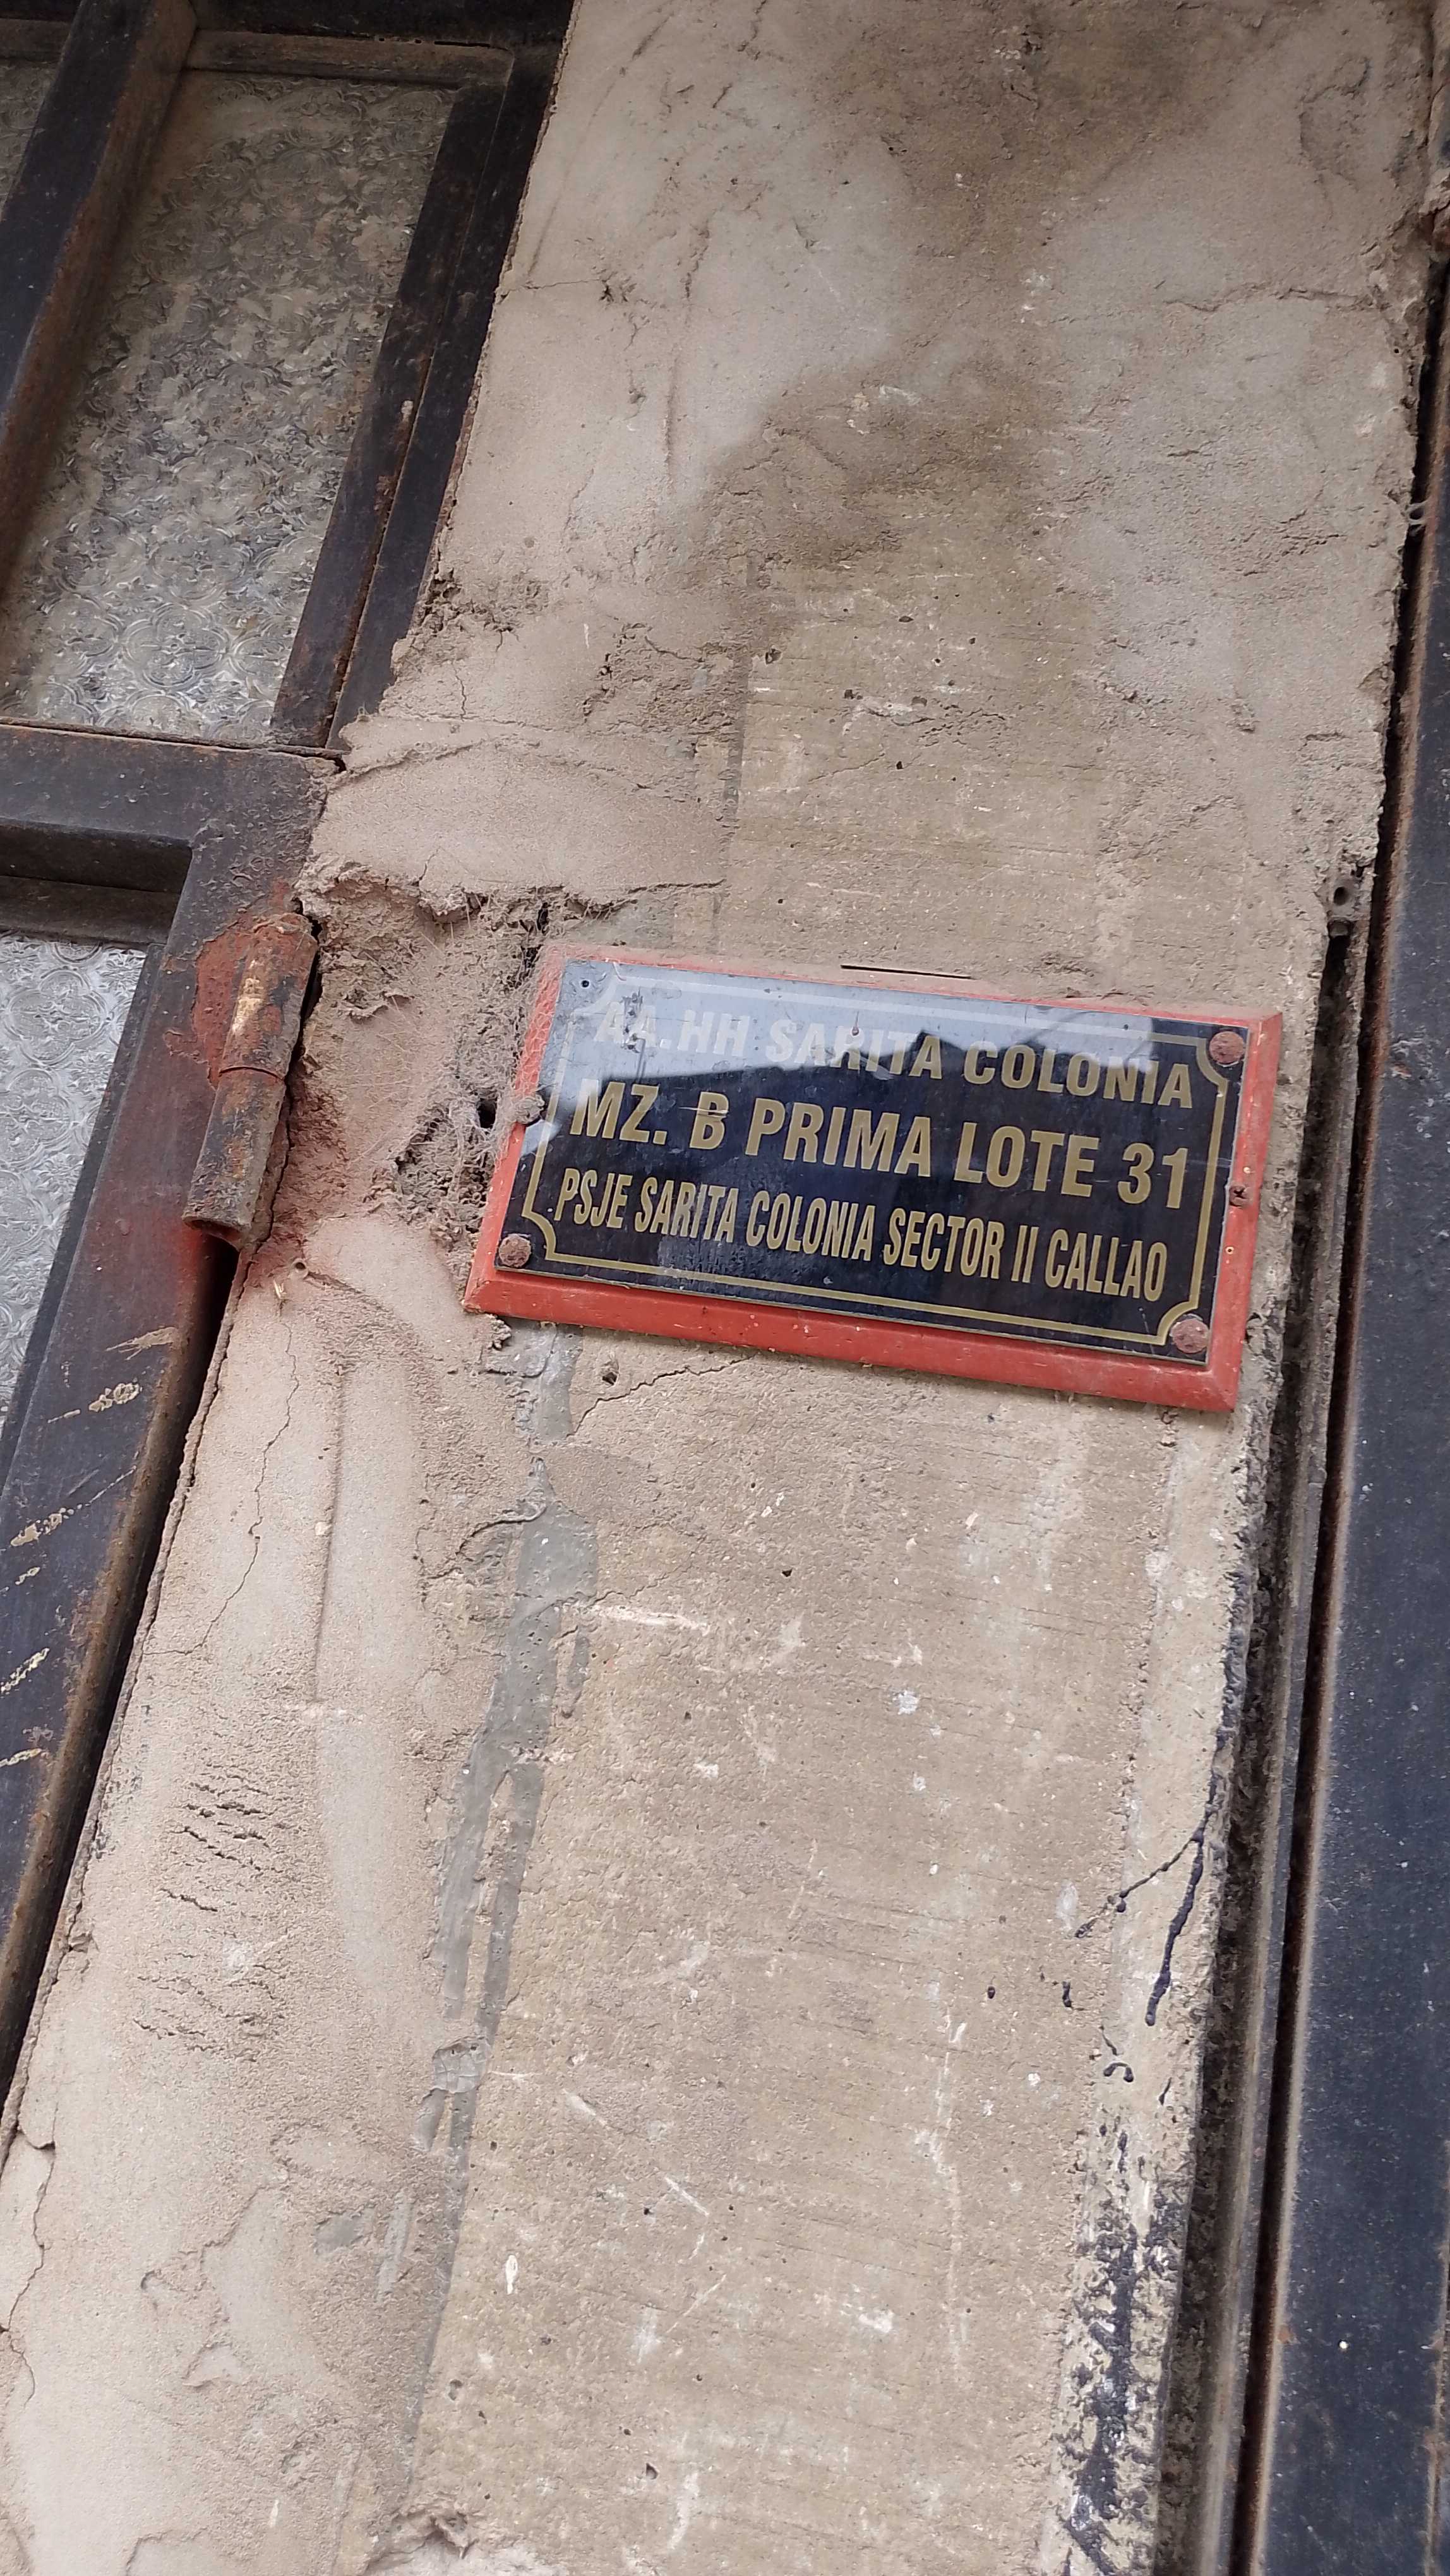 AA.HH SARITA COLONIA
MZ. B PRIMA LOTE 31
PSJE SARITA COLONIA SECTOR II CALLAO